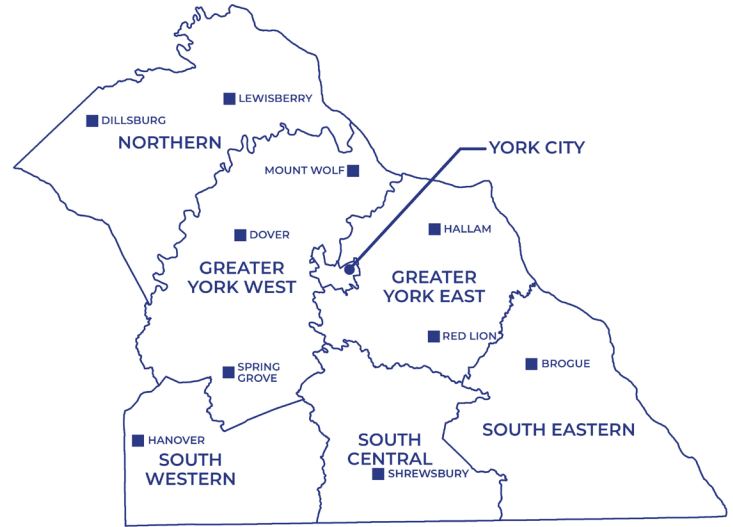 LEWISBERRY
DILLSBURG
NORTHERN
YORK CITY
MOUNT WOLF
HALLAM
DOVER
GREATER
YORK WEST
GREATER
YORK EAST
RED LION
BROGUE
SPRING
GROVE
SOUTH EASTERN
HANOVER
SOUTH
WESTERN
SOUTH
CENTRAL
SHREWSBURY